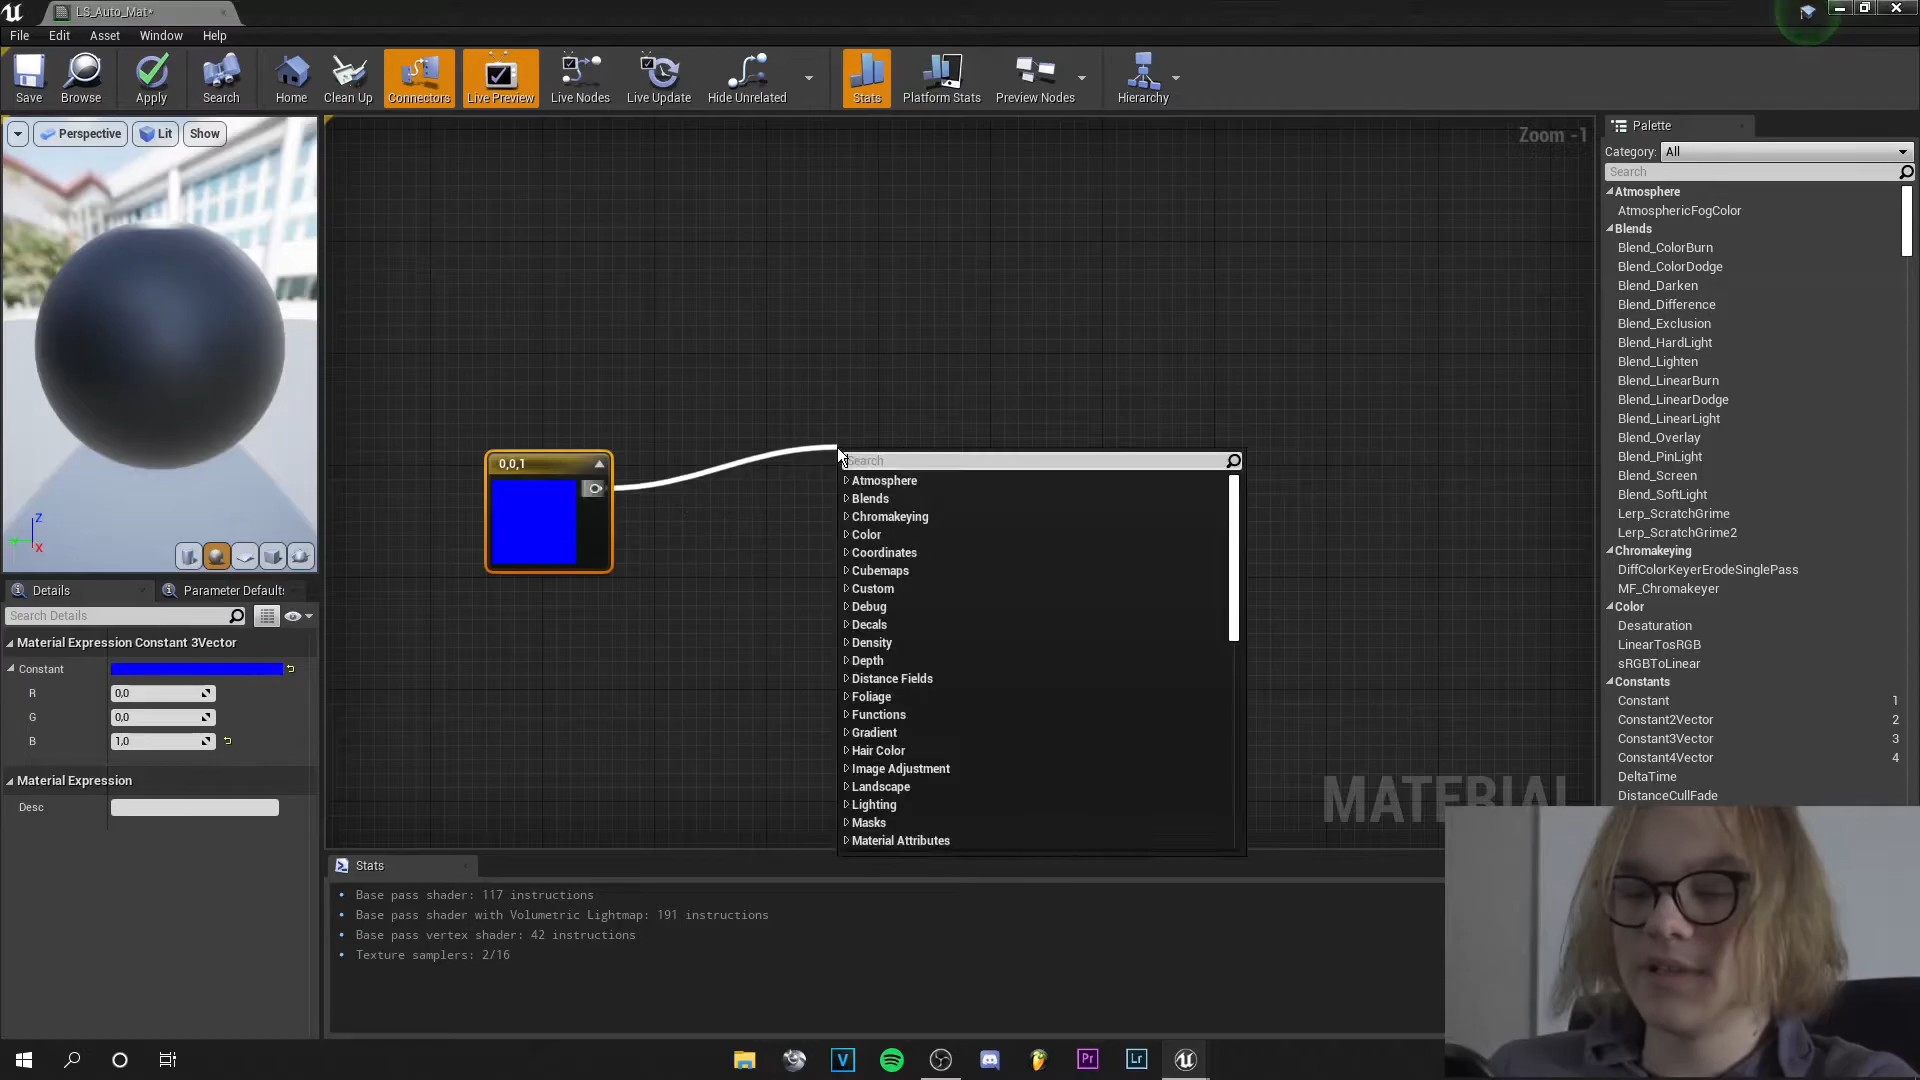 LS_Auto_Mat*
File Edit Asset Window Help
Save Browse Apply Search Home Clean Up Connectors Live Preview Live Nodes Live Update Hide Unrelated Stats Platform Stats Preview Nodes Hierarchy
Perspective Lit Show
Zoom -1
Palette
Category: All
Search
Atmosphere
AtmosphericFogColor
Blends
Blend_ColorBurn
Blend_ColorDodge
Blend_Darken
Blend_Difference
Blend_Exclusion
Blend_HardLight
Blend_Lighten
Blend_LinearBurn
Blend_LinearDodge
Blend_LinearLight
Blend_Overlay
Blend_PinLight
Blend_Screen
Blend_SoftLight
Lerp_ScratchGrime
Lerp_ScratchGrime2
Chromakeying
DiffColorKeyerErodeSinglePass
MF_Chromakeyer
Color
Desaturation
LinearTosRGB
sRGBToLinear
Constants
Constant 1
Constant2Vector 2
Constant3Vector 3
Constant4Vector 4
DeltaTime
DistanceCullFade
0,0,1
Search
Atmosphere
Blends
Chromakeying
Color
Coordinates
Cubemaps
Custom
Debug
Decals
Density
Depth
Distance Fields
Foliage
Functions
Gradient
Hair Color
Image Adjustment
Landscape
Lighting
Masks
Material Attributes
MATERIAL
Z
X
Details Parameter Defaults
Search Details
Material Expression Constant 3Vector
Constant
R 0,0
G 0,0
B 1,0
Material Expression
Desc
Stats
• Base pass shader: 117 instructions
• Base pass shader with Volumetric Lightmap: 191 instructions
• Base pass vertex shader: 42 instructions
• Texture samplers: 2/16
V Pr Lr